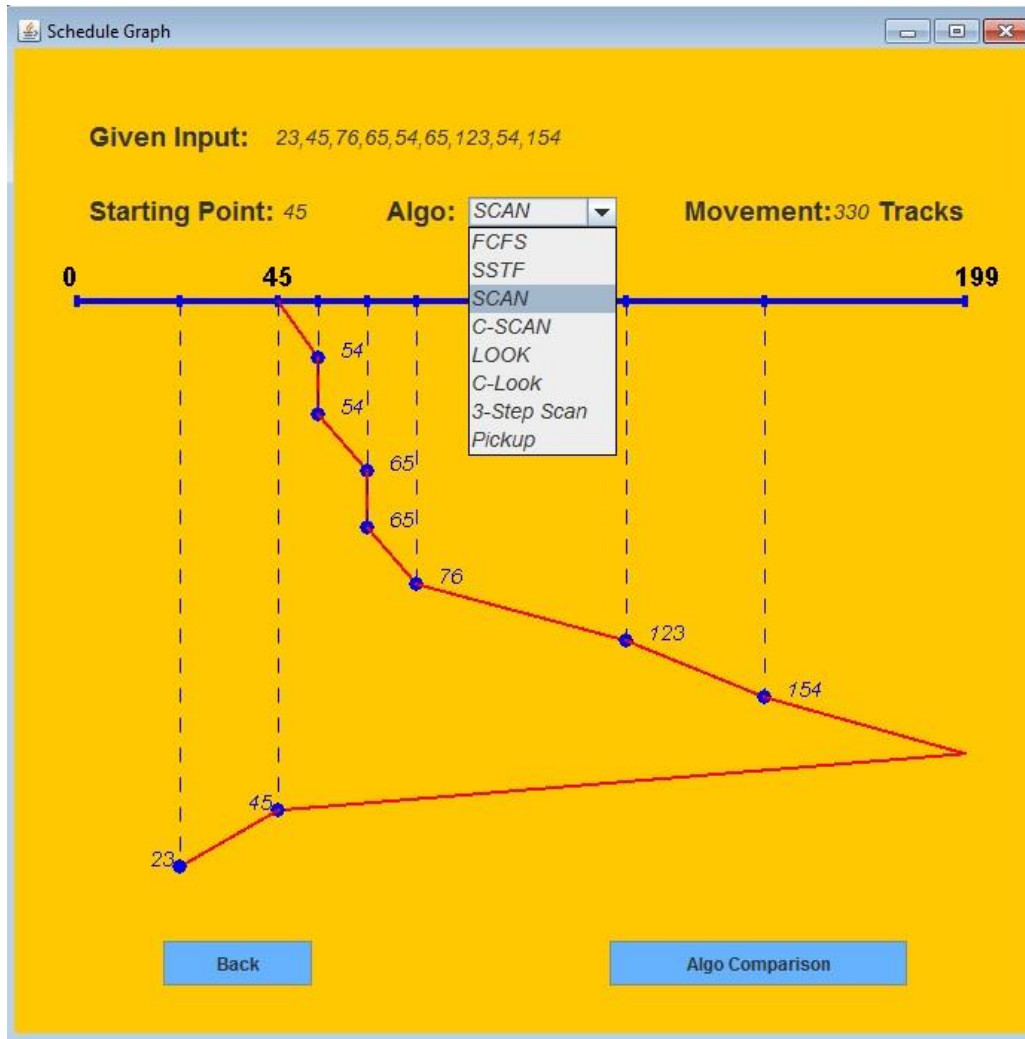 Schedule Graph
Given Input: 23,45,76,65,54,65,123,54,154
Starting Point: 45 Algo: SCAN Movement:330 Tracks
FCFS
SSTF
SCAN
C-SCAN
LOOK
C-Look
3-Step Scan
Pickup
0 45 199
54
54
65
65
76
123
154
45
23
Back Algo Comparison